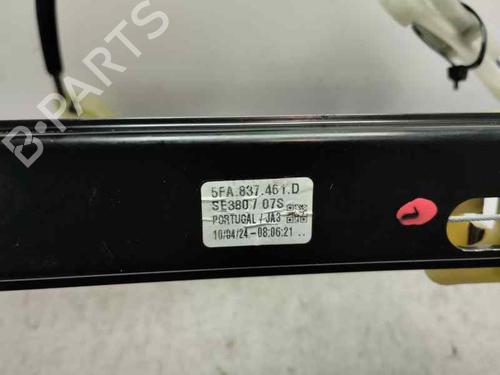 B-PARTS
5FA.837.461.D
SE380 / 07S
PORTUGAL / JA3
10/04/24-08:06:21 ..